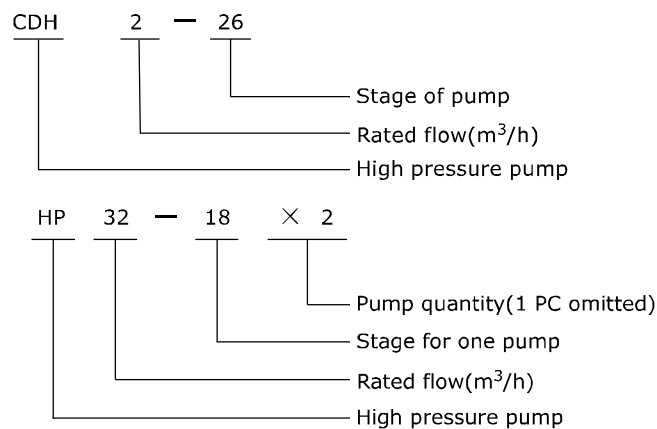 CDH 2 — 26
Stage of pump
Rated flow(m³/h)
High pressure pump
HP 32 — 18 × 2
Pump quantity(1 PC omitted)
Stage for one pump
Rated flow(m³/h)
High pressure pump